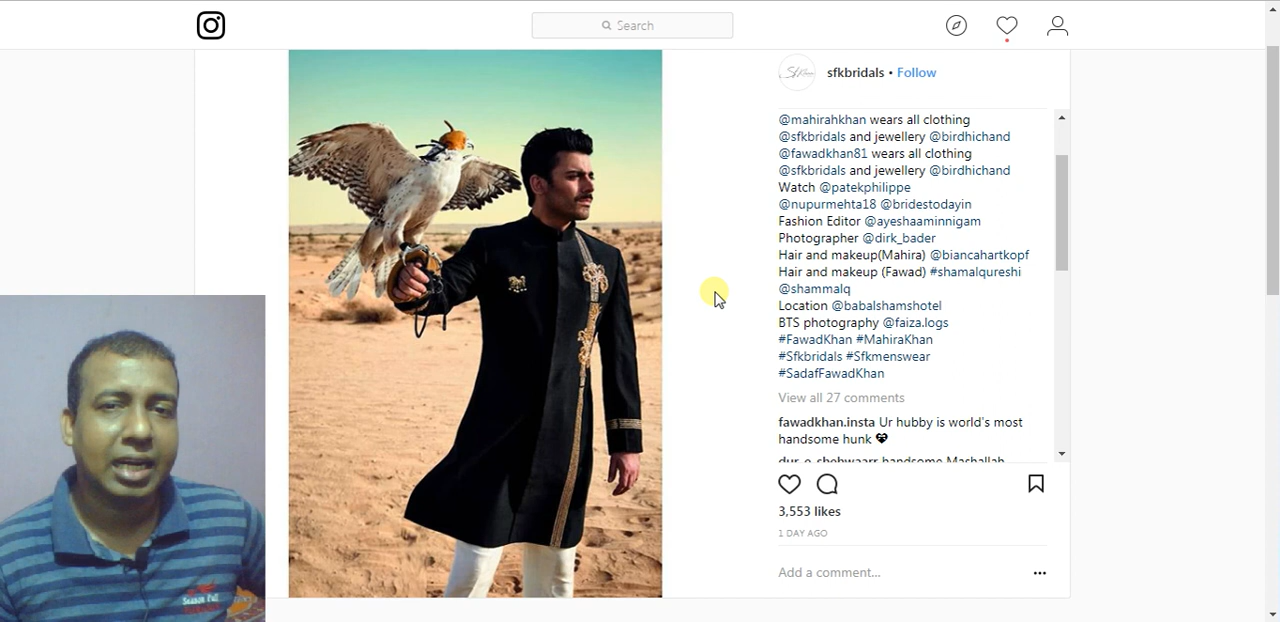 Search
sfkbridals • Follow
@mahirahkhan wears all clothing
@sfkbridals and jewellery @birdhichand
@fawadkhan81 wears all clothing
@sfkbridals and jewellery @birdhichand
Watch @patekphilippe
@nupurmehta18 @bridestodayin
Fashion Editor @ayeshaaminnigam
Photographer @dirk_bader
Hair and makeup(Mahira) @biancahartkopf
Hair and makeup (Fawad) #shamalqureshi
@shammalq
Location @babalshamshotel
BTS photography @faiza.logs
#FawadKhan #MahiraKhan
#Sfkbridals #Sfkmenswear
#SadafFawadKhan
View all 27 comments
fawadkhan.insta Ur hubby is world's most
handsome hunk
dur_e_shehwaarr handsome Mashallah
3,553 likes
1 DAY AGO
Add a comment...